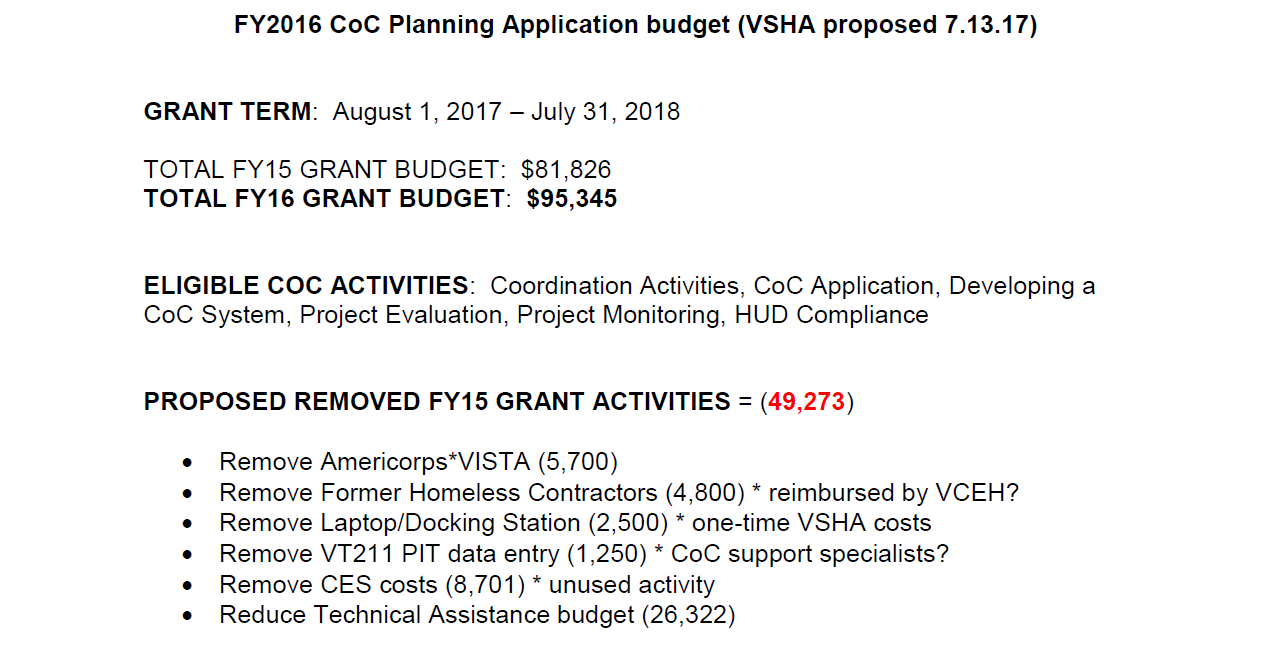 FY2016 CoC Planning Application budget (VSHA proposed 7.13.17)
GRANT TERM:  August 1, 2017 – July 31, 2018
TOTAL FY15 GRANT BUDGET:  $81,826
TOTAL FY16 GRANT BUDGET:  $95,345
ELIGIBLE COC ACTIVITIES:  Coordination Activities, CoC Application, Developing a
CoC System, Project Evaluation, Project Monitoring, HUD Compliance
PROPOSED REMOVED FY15 GRANT ACTIVITIES = (49,273)
• Remove Americorps*VISTA (5,700)
• Remove Former Homeless Contractors (4,800) * reimbursed by VCEH?
• Remove Laptop/Docking Station (2,500) * one-time VSHA costs
• Remove VT211 PIT data entry (1,250) * CoC support specialists?
• Remove CES costs (8,701) * unused activity
• Reduce Technical Assistance budget (26,322)